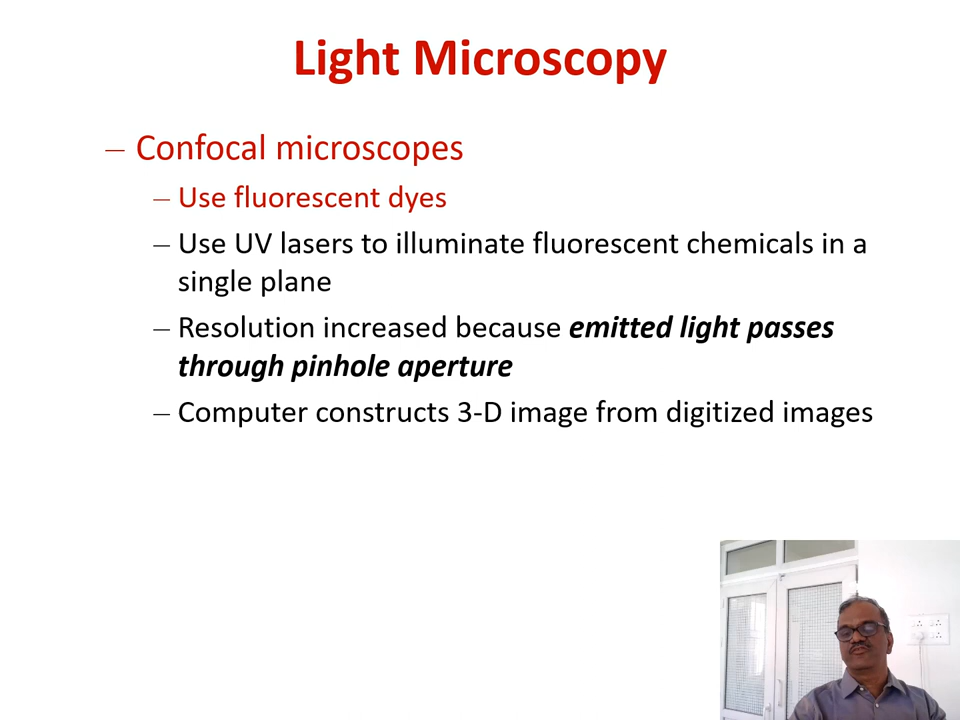 Light Microscopy
– Confocal microscopes
– Use fluorescent dyes
– Use UV lasers to illuminate fluorescent chemicals in a
single plane
– Resolution increased because emitted light passes
through pinhole aperture
– Computer constructs 3-D image from digitized images